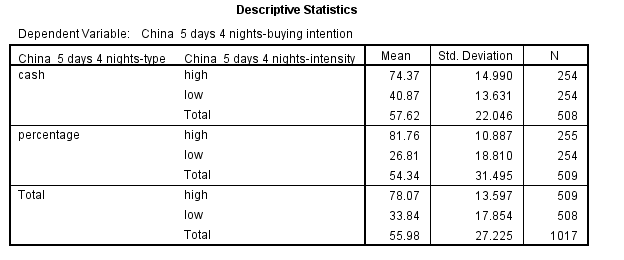 Descriptive Statistics
Dependent Variable: China 5 days 4 nights-buying intention
China 5 days 4 nights-type China 5 days 4 nights-intensity Mean Std. Deviation N
cash high 74.37 14.990 254
low 40.87 13.631 254
Total 57.62 22.046 508
percentage high 81.76 10.887 255
low 26.81 18.810 254
Total 54.34 31.495 509
Total high 78.07 13.597 509
low 33.84 17.854 508
Total 55.98 27.225 1017